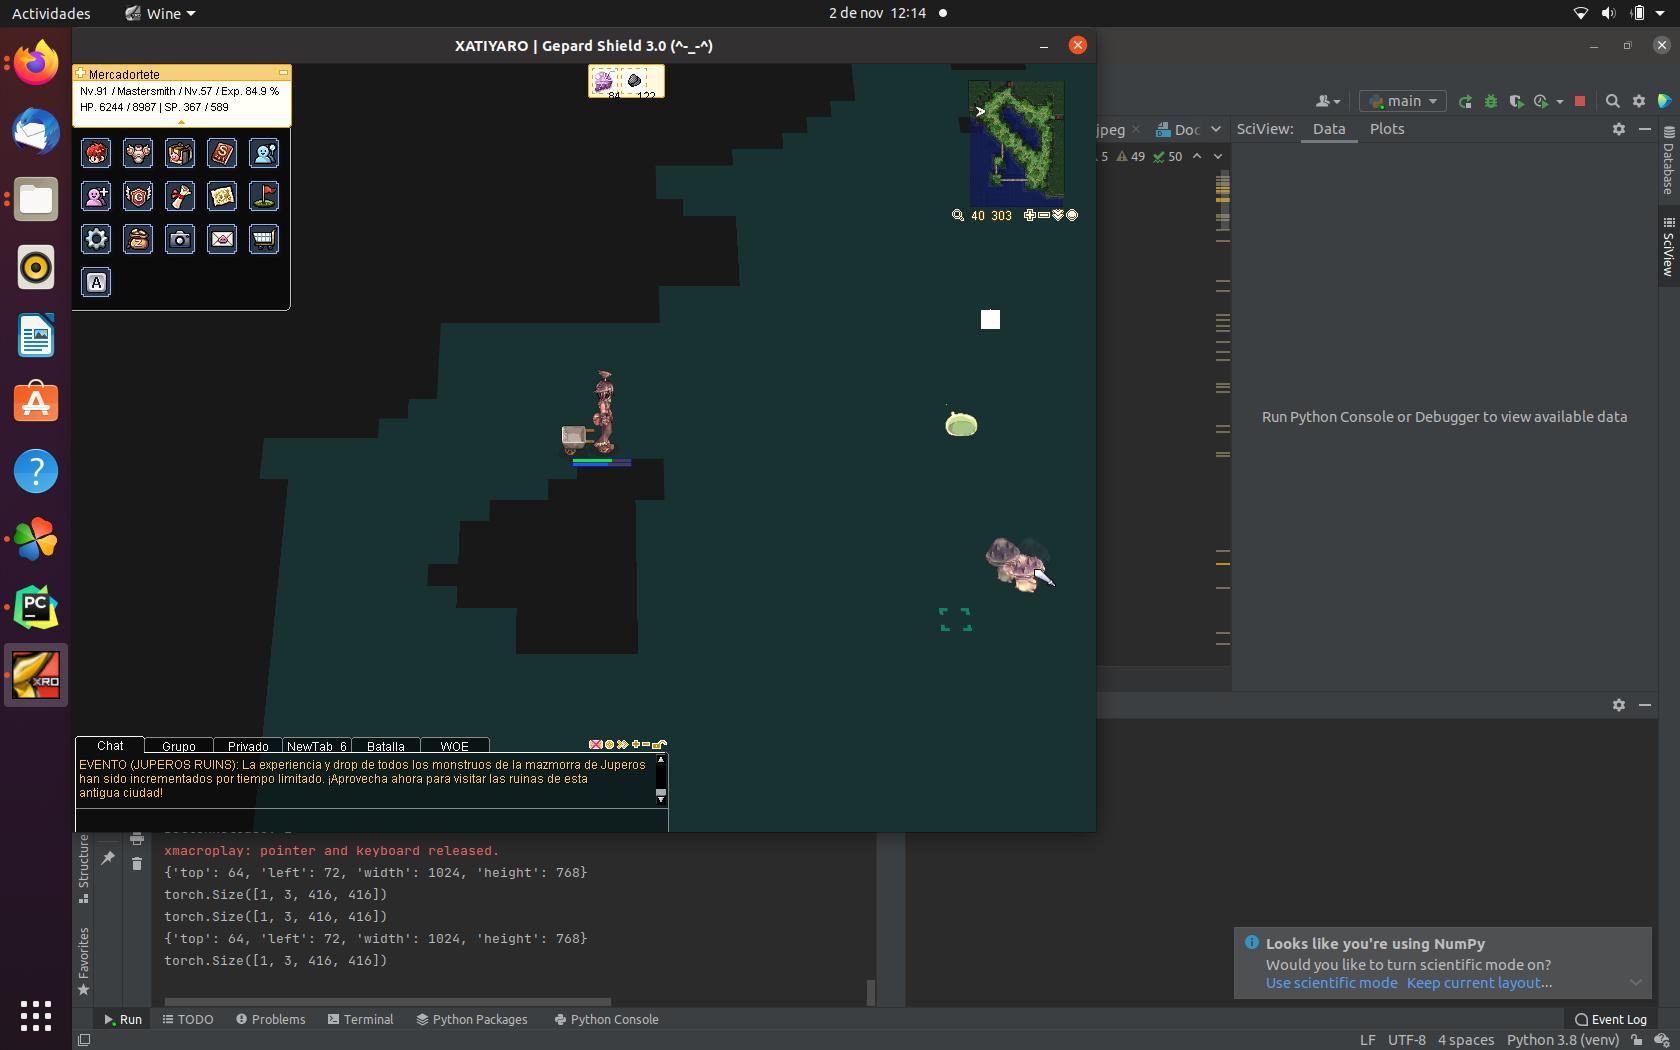 Actividades
Wine
2 de nov 12:14
XATIYARO | Gepard Shield 3.0 (^-_-^)
Mercadortete
Nv.91 / Mastersmith / Nv.57 / Exp. 84.9 %
HP. 6244 / 8987 | SP. 367 / 589
84
122
S
G
A
40 303
main
jpeg
Doc
SciView:
Data
Plots
5
49
50
Database
SciView
Run Python Console or Debugger to view available data
PC
XRO
Chat
Grupo
Privado
NewTab_6
Batalla
WOE
EVENTO (JUPEROS RUINS): La experiencia y drop de todos los monstruos de la mazmorra de Juperos
han sido incrementados por tiempo limitado. ¡Aprovecha ahora para visitar las ruinas de esta
antigua ciudad!
xmacroplay: pointer and keyboard released.
{'top': 64, 'left': 72, 'width': 1024, 'height': 768}
torch.Size([1, 3, 416, 416])
torch.Size([1, 3, 416, 416])
{'top': 64, 'left': 72, 'width': 1024, 'height': 768}
torch.Size([1, 3, 416, 416])
Structure
Favorites
Looks like you're using NumPy
Would you like to turn scientific mode on?
Use scientific mode Keep current layout...
Run
TODO
Problems
Terminal
Python Packages
Python Console
Event Log
LF UTF-8 4 spaces Python 3.8 (venv)